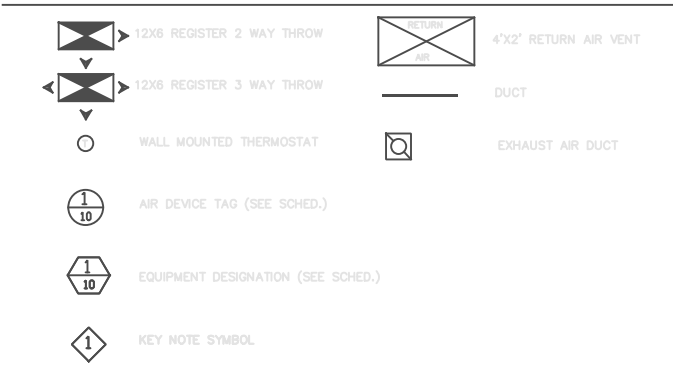 12X6 REGISTER 2 WAY THROW
12X6 REGISTER 3 WAY THROW
WALL MOUNTED THERMOSTAT
1
10
AIR DEVICE TAG (SEE SCHED.)
1
10
EQUIPMENT DESIGNATION (SEE SCHED.)
1
KEY NOTE SYMBOL
RETURN
AIR
4'X2' RETURN AIR VENT
DUCT
EXHAUST AIR DUCT